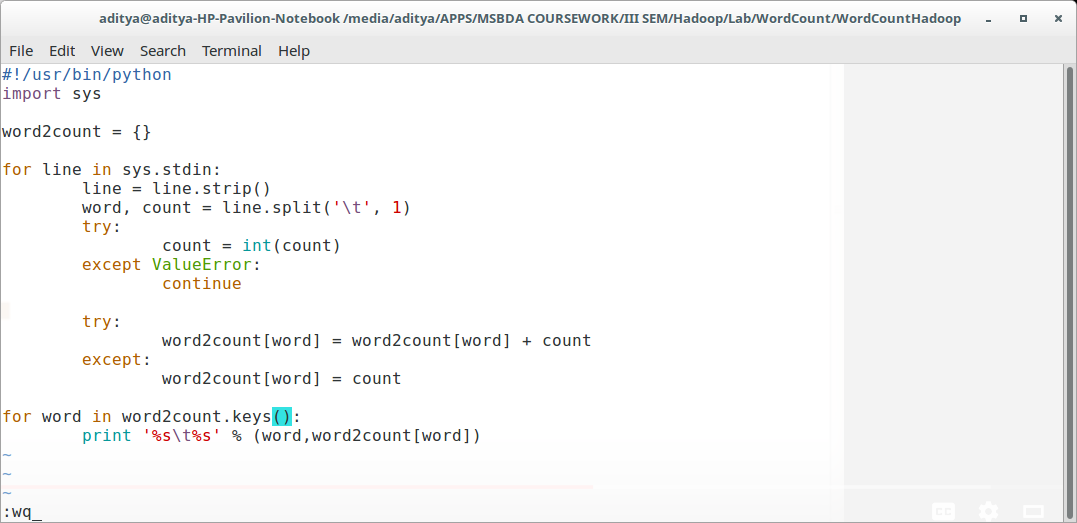 aditya@aditya-HP-Pavilion-Notebook /media/aditya/APPS/MSBDA COURSEWORK/III SEM/Hadoop/Lab/WordCount/WordCountHadoop
File Edit View Search Terminal Help
#!/usr/bin/python
import sys

word2count = {}

for line in sys.stdin:
        line = line.strip()
        word, count = line.split('\t', 1)
        try:
                count = int(count)
        except ValueError:
                continue

        try:
                word2count[word] = word2count[word] + count
        except:
                word2count[word] = count

for word in word2count.keys():
        print '%s\t%s' % (word,word2count[word])
~
~
~
:wq_
CC